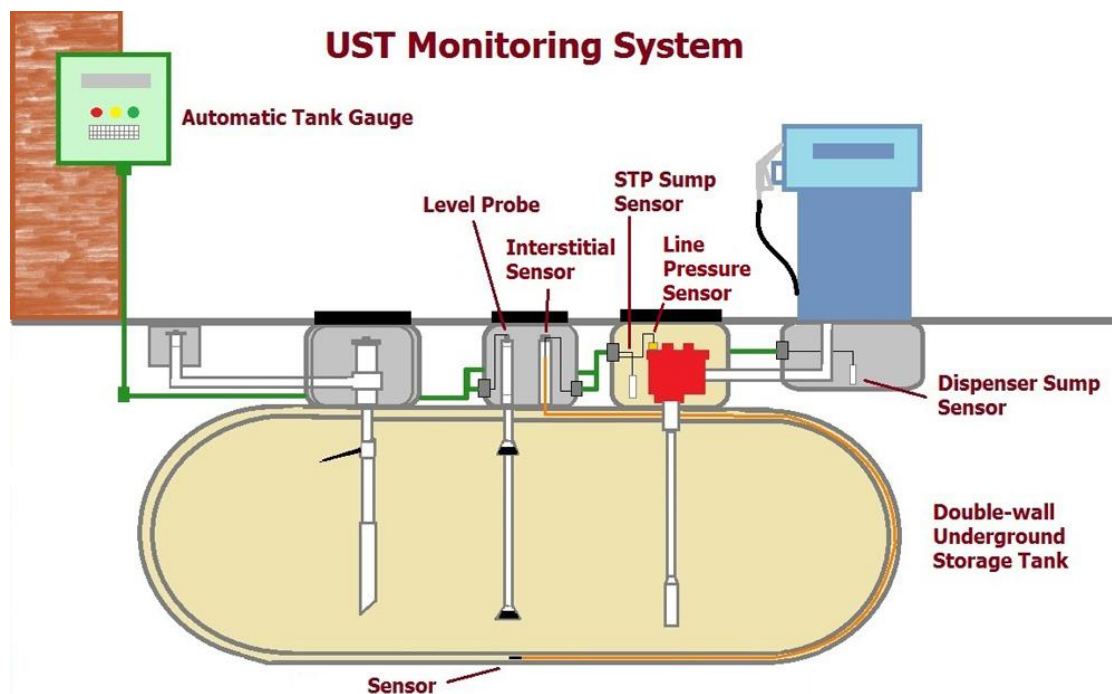 UST Monitoring System
Automatic Tank Gauge
Level Probe
Interstitial
Sensor
STP Sump
Sensor
Line
Pressure
Sensor
Dispenser Sump
Sensor
Double-wall
Underground
Storage Tank
Sensor